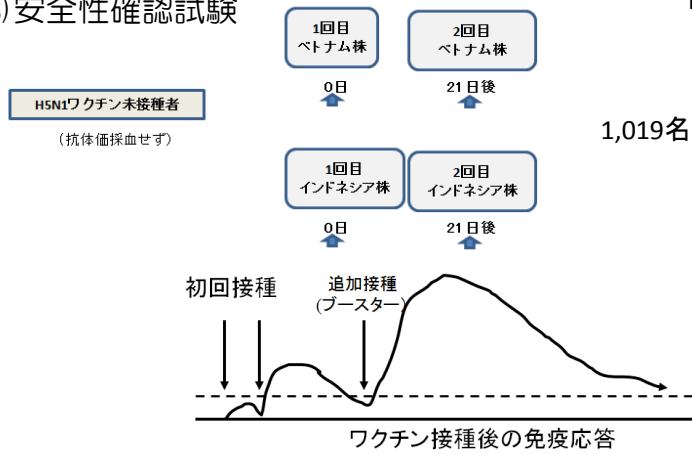 )安全性確認試験
1回目
ベトナム株
2回目
ベトナム株
0日
21日後
H5N1ワクチン未接種者
(抗体価採血せず)
1,019名
1回目
インドネシア株
2回目
インドネシア株
0日
21日後
初回接種
追加接種
(ブースター)
ワクチン接種後の免疫応答